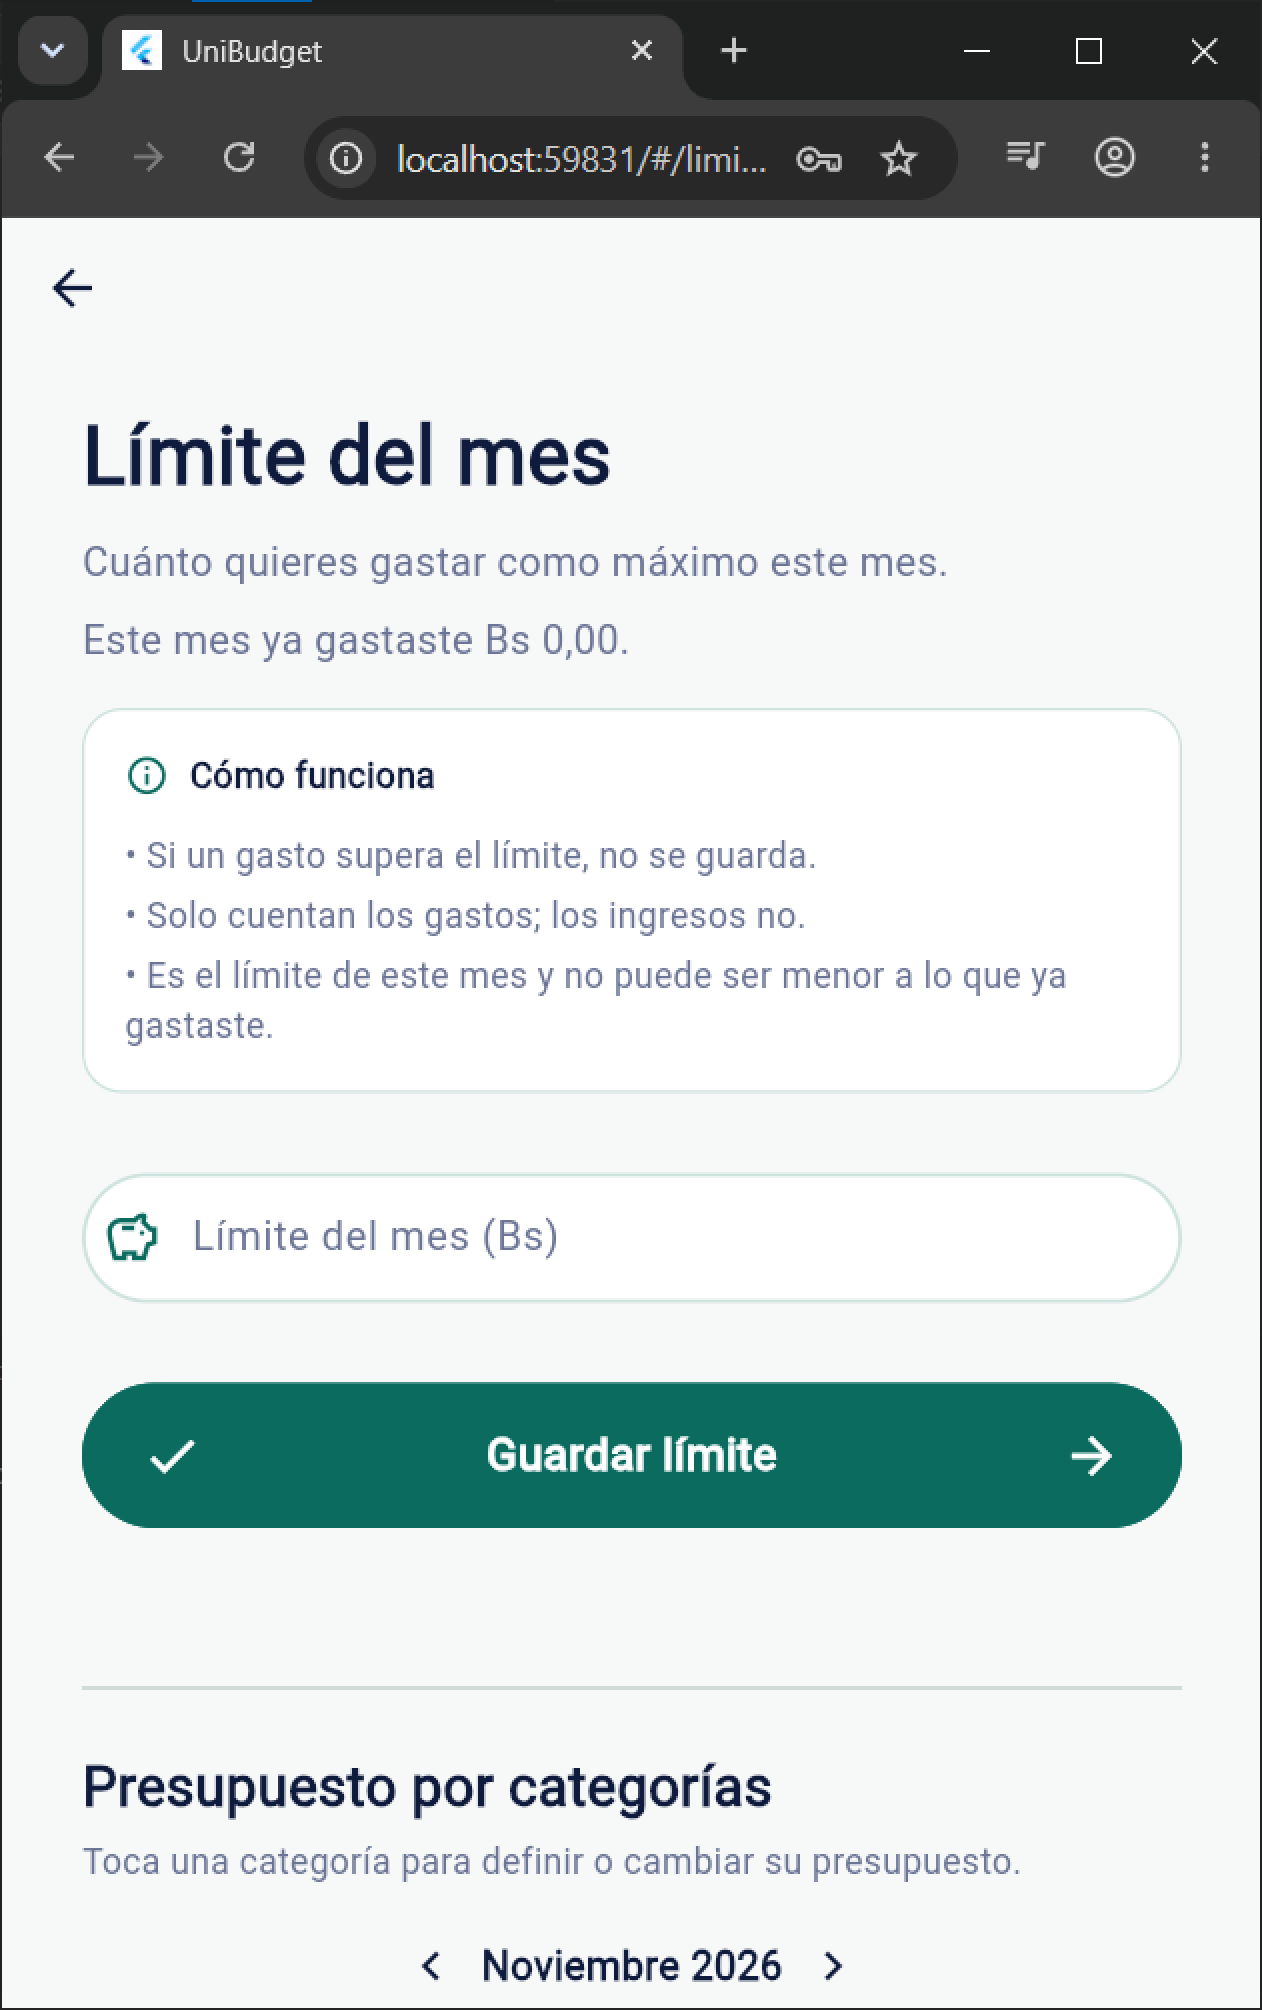 UniBudget
localhost:59831/#/limi...
Límite del mes
Cuánto quieres gastar como máximo este mes.
Este mes ya gastaste Bs 0,00.
Cómo funciona
• Si un gasto supera el límite, no se guarda.
• Solo cuentan los gastos; los ingresos no.
• Es el límite de este mes y no puede ser menor a lo que ya
gastaste.
Límite del mes (Bs)
Guardar límite
Presupuesto por categorías
Toca una categoría para definir o cambiar su presupuesto.
Noviembre 2026